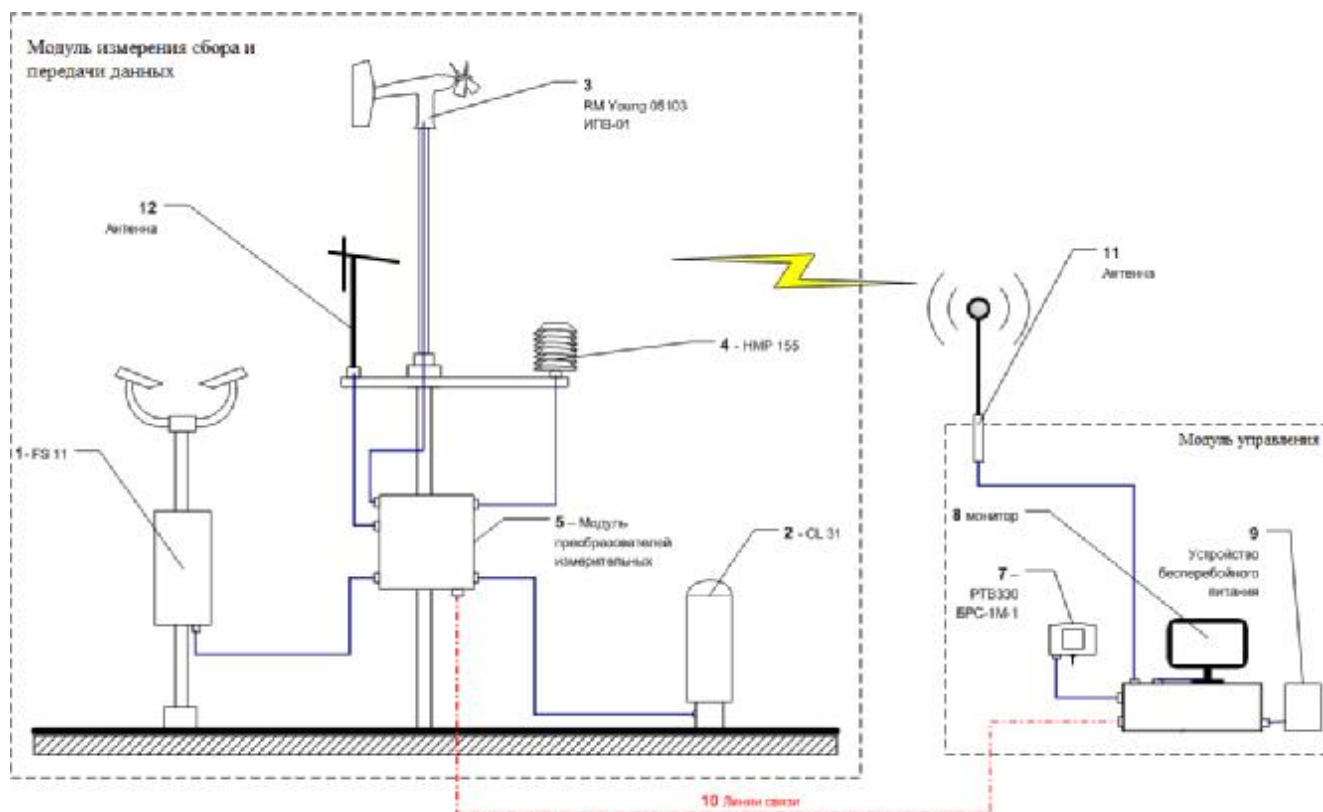 Модуль измерения сбора и
передачи данных
3
RM Young 05103
ИПВ-01
12
Антенна
11
Антенна
4 - HMP 155
1- FS 11
5 – Модуль
преобразователей
измерительных
2 - CL 31
Модуль управления
8 монитор
9
Устройство
бесперебойного
питания
7 –
PTB330
БРС-1М-1
10 Линии связи